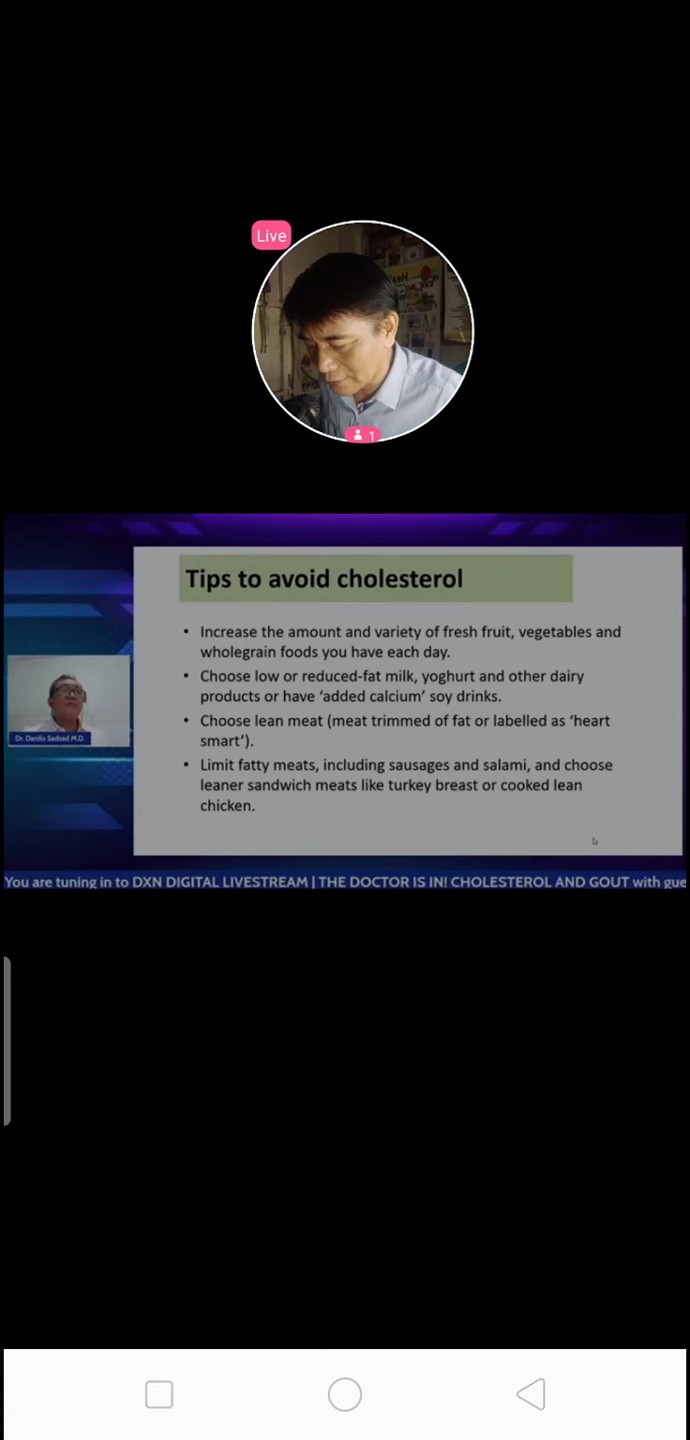 Live
1
Tips to avoid cholesterol
• Increase the amount and variety of fresh fruit, vegetables and
wholegrain foods you have each day.
• Choose low or reduced-fat milk, yoghurt and other dairy
products or have ‘added calcium’ soy drinks.
• Choose lean meat (meat trimmed of fat or labelled as ‘heart
smart’).
• Limit fatty meats, including sausages and salami, and choose
leaner sandwich meats like turkey breast or cooked lean
chicken.
Dr. Danilo Sadsad M.D.
You are tuning in to DXN DIGITAL LIVESTREAM | THE DOCTOR IS IN! CHOLESTEROL AND GOUT with gue